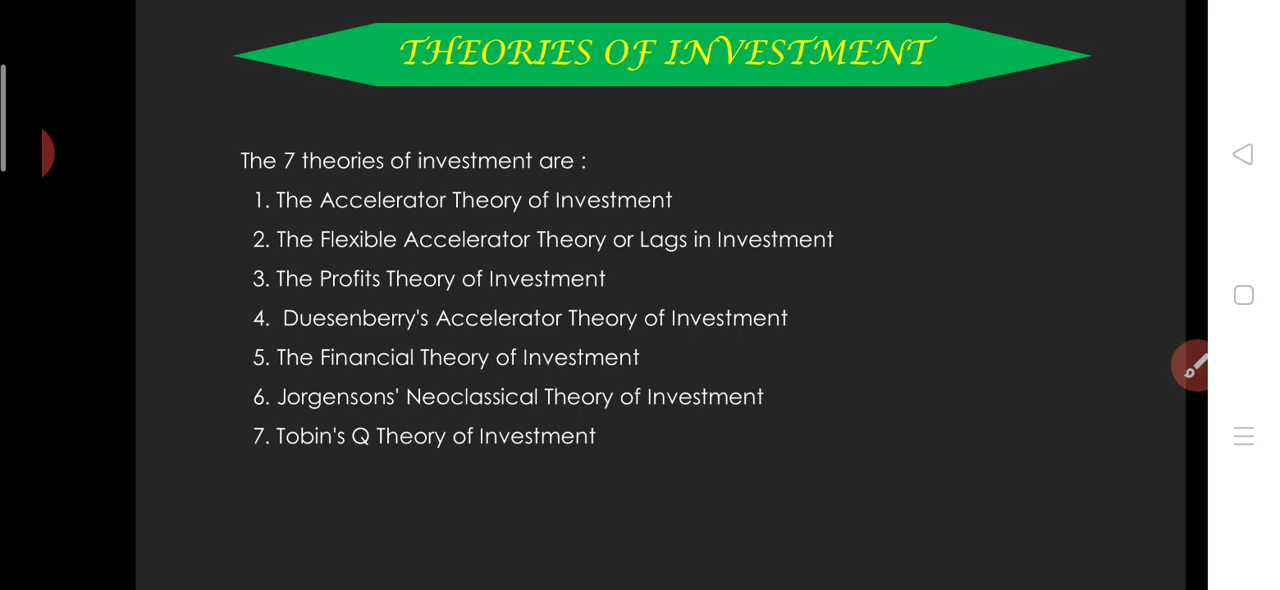 THEORIES OF INVESTMENT
The 7 theories of investment are :
1. The Accelerator Theory of Investment
2. The Flexible Accelerator Theory or Lags in Investment
3. The Profits Theory of Investment
4. Duesenberry's Accelerator Theory of Investment
5. The Financial Theory of Investment
6. Jorgensons' Neoclassical Theory of Investment
7. Tobin's Q Theory of Investment